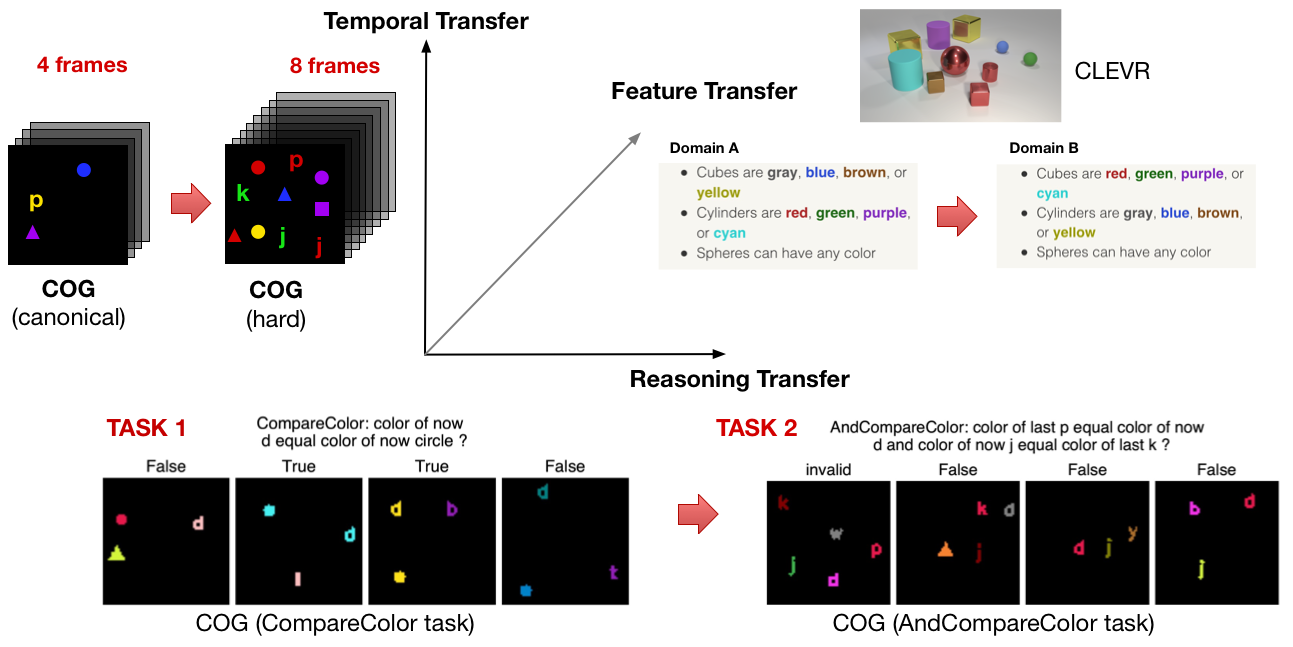 Temporal Transfer
4 frames
8 frames
p
k
p
j
j
COG
(canonical)
COG
(hard)
Feature Transfer
CLEVR
Domain A
• Cubes are gray, blue, brown, or
yellow
• Cylinders are red, green, purple,
or cyan
• Spheres can have any color
Domain B
• Cubes are red, green, purple, or
cyan
• Cylinders are gray, blue, brown,
or yellow
• Spheres can have any color
Reasoning Transfer
TASK 1
CompareColor: color of now
d equal color of now circle ?
False
True
True
False
d
d
l
d b
d
t
COG (CompareColor task)
TASK 2
AndCompareColor: color of last p equal color of now
d and color of now j equal color of last k ?
invalid
False
False
False
k
w
p
j
d
k d
j
d j y
b d
j
COG (AndCompareColor task)